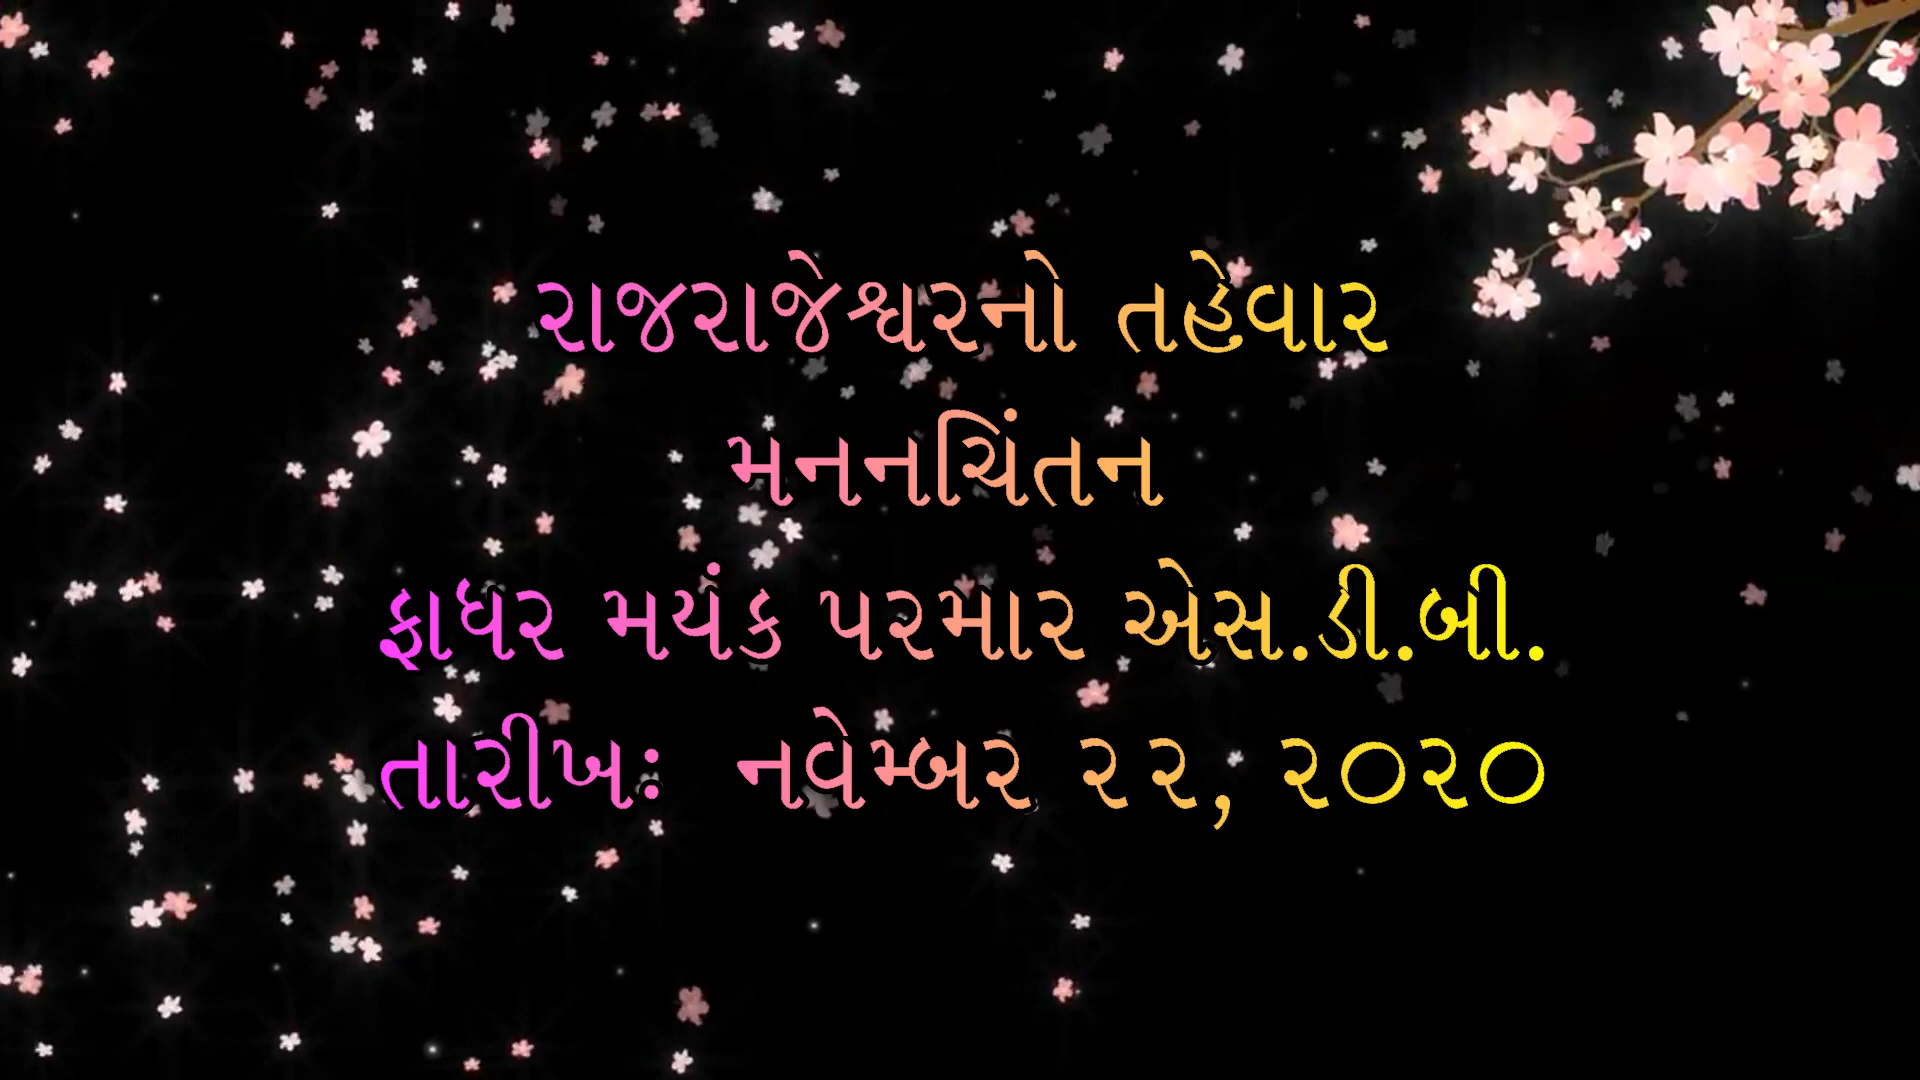 રાજરાજેશ્વરનો તહેવાર
મનનચિંતન
ફાધર મયંક પરમાર એસ.ડી.બી.
તારીખઃ નવેમ્બર ૨૨, ૨૦૨૦